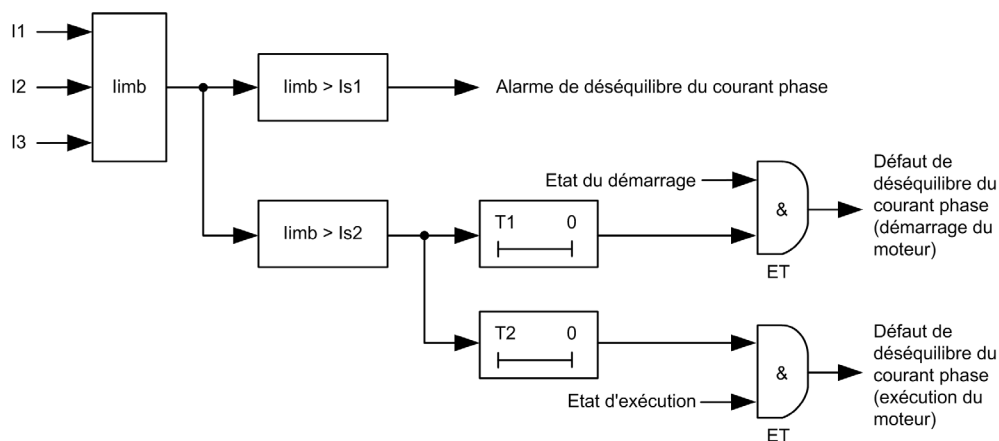 I1
I2
I3
Iimb
Iimb > Is1
Alarme de déséquilibre du courant phase
Iimb > Is2
Etat du démarrage
T1 0
&
ET
Défaut de
déséquilibre du
courant phase
(démarrage du
moteur)
T2 0
Etat d'exécution
&
ET
Défaut de
déséquilibre du
courant phase
(exécution du
moteur)